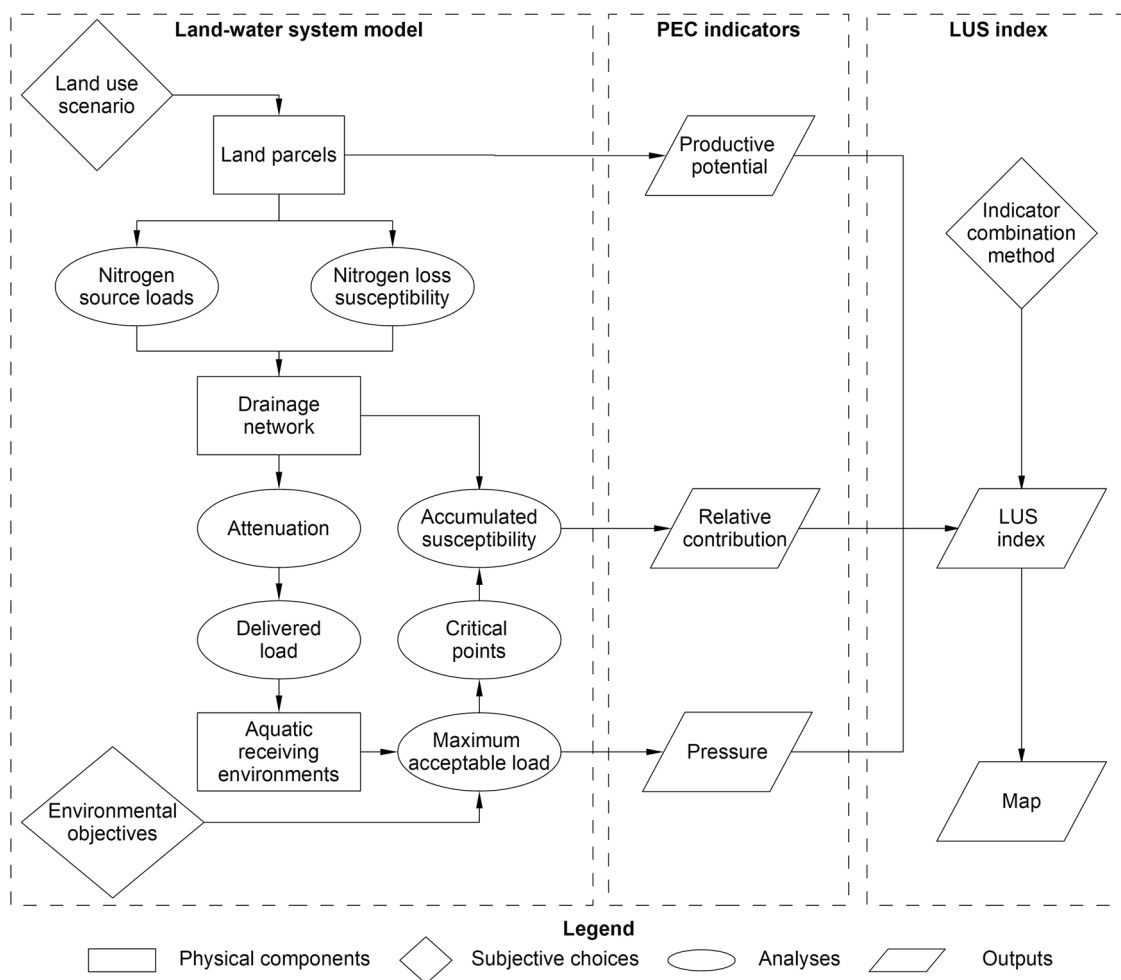 Land-water system model
PEC indicators
LUS index
Land use
scenario
Land parcels
Productive
potential
Indicator
combination
method
Nitrogen
source loads
Nitrogen loss
susceptibility
Drainage
network
Attenuation
Accumulated
susceptibility
Relative
contribution
LUS
index
Delivered
load
Critical
points
Aquatic
receiving
environments
Maximum
acceptable load
Pressure
Map
Environmental
objectives
Legend
Physical components
Subjective choices
Analyses
Outputs